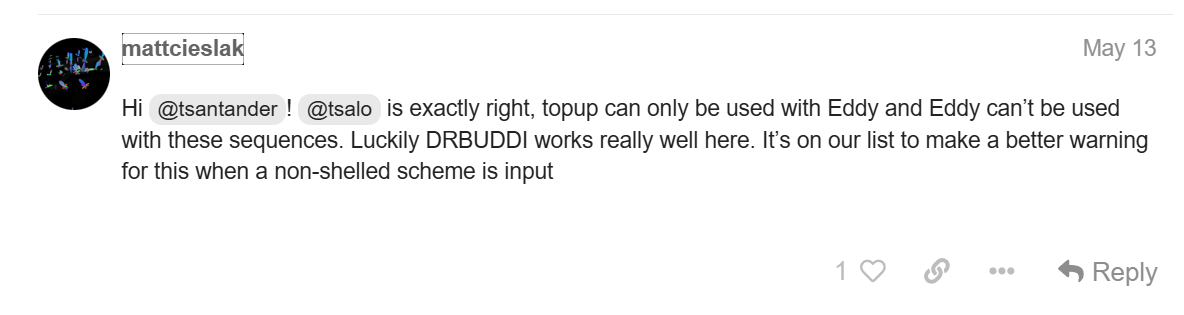 mattcieslak
May 13
Hi @tsantander ! @tsalo is exactly right, topup can only be used with Eddy and Eddy can’t be used
with these sequences. Luckily DRBUDDI works really well here. It’s on our list to make a better warning
for this when a non-shelled scheme is input
1
Reply